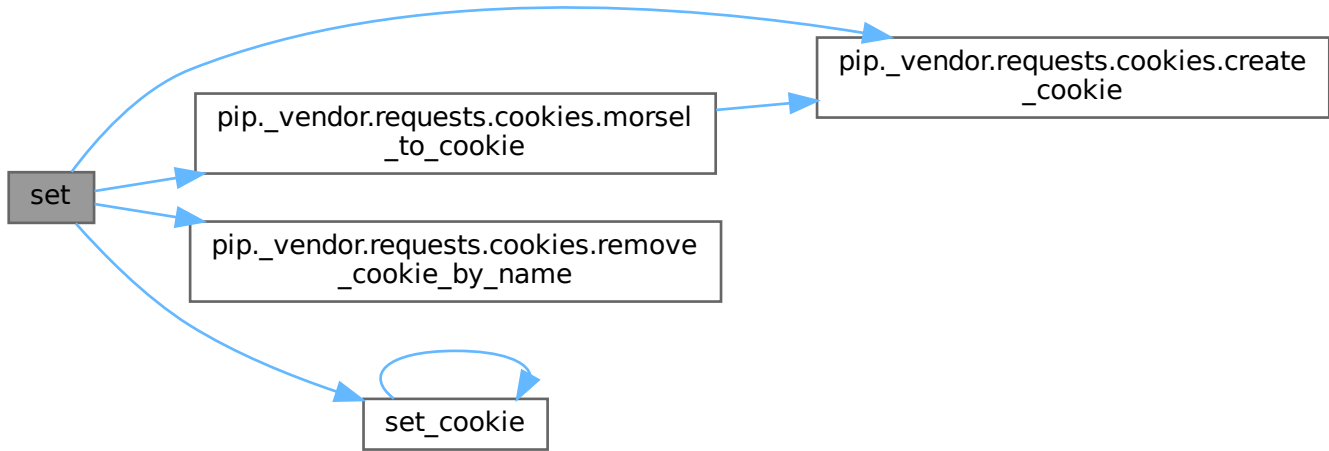 pip._vendor.requests.cookies.create
_cookie
pip._vendor.requests.cookies.morsel
_to_cookie
set
pip._vendor.requests.cookies.remove
_cookie_by_name
set_cookie